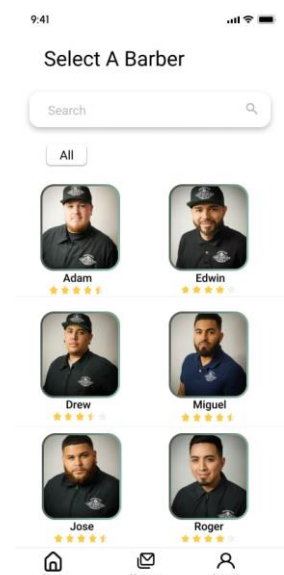 9:41
Select A Barber
Search
All
Adam
Edwin
Drew
Miguel
Jose
Roger